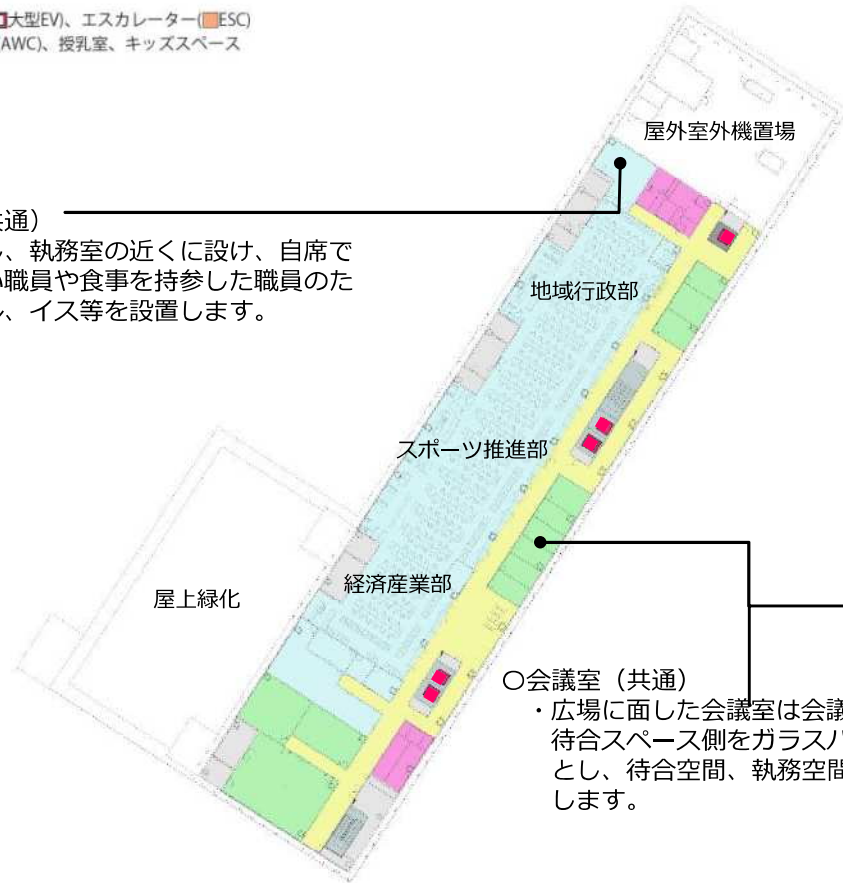 大型EV)、エスカレーター(ESC)
AWC)、授乳室、キッズスペース
屋外室外機置場
共通）
、執務室の近くに設け、自席で
職員や食事を持参した職員のた
、イス等を設置します。
地域行政部
スポーツ推進部
経済産業部
屋上緑化
〇会議室（共通）
・広場に面した会議室は会議
待合スペース側をガラスパ
とし、待合空間、執務空間
します。